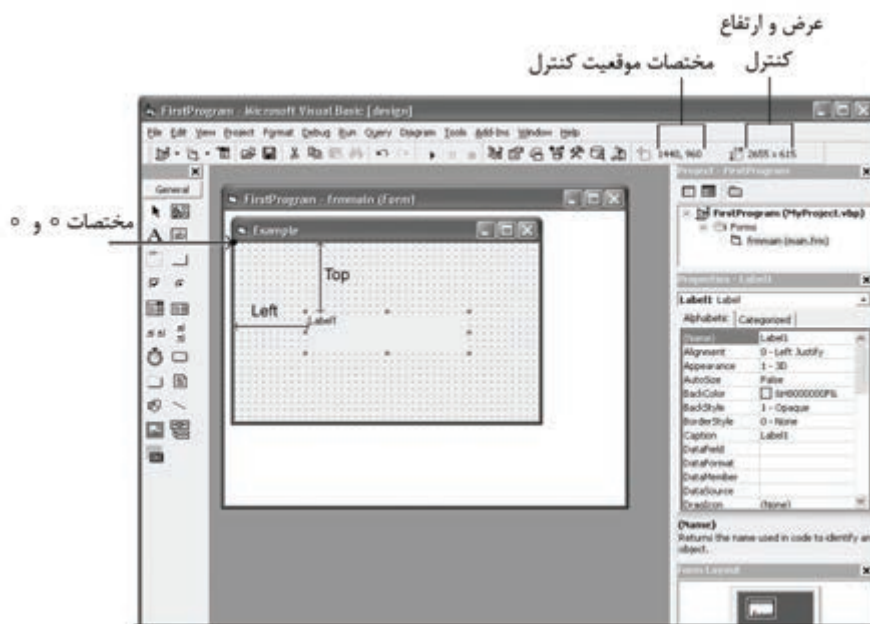 عرض و ارتفاع
کنترل
مختصات موقعیت کنترل
FirstProgram - Microsoft Visual Basic [design]
File Edit View Project Format Debug Run Query Diagram Tools Add-Ins Window Help
1440, 960
2655 x 615
General
FirstProgram - frmmain (Form)
Example
مختصات ۰ و ۰
Top
Left
Label1
Project - FirstProgram
FirstProgram (MyProject.vbp)
Forms
frmmain (main.frm)
Properties - Label1
Label1 Label
Alphabetic Categorized
(Name) Label1
Alignment 0 - Left Justify
Appearance 1 - 3D
AutoSize False
BackColor
BackStyle 1 - Opaque
BorderStyle 0 - None
Caption Label1
DataField
DataFormat
DataMember
DataSource
DragIcon (None)
(Name)
Returns the name used in code to identify an
object.
Form Layout